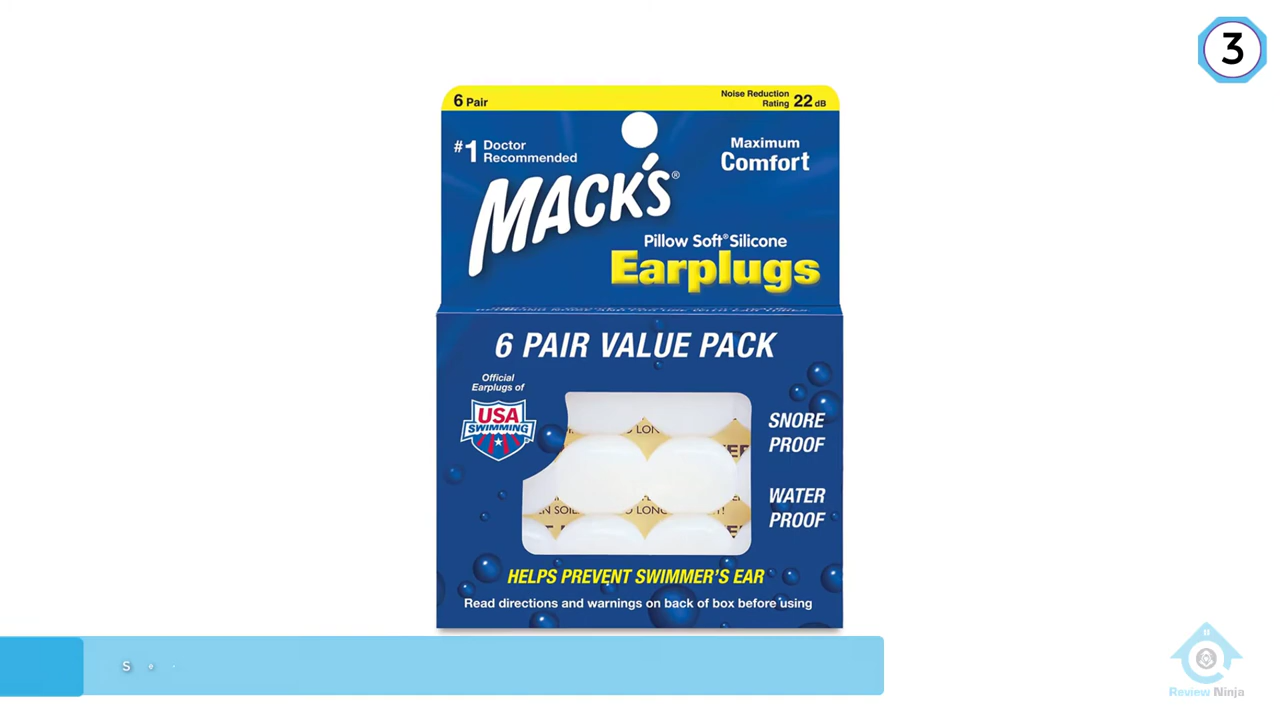 3
6 Pair
Noise Reduction
Rating 22 dB
#1 Doctor
Recommended
Maximum
Comfort
MACK'S®
Pillow Soft® Silicone
Earplugs
6 PAIR VALUE PACK
Official
Earplugs of
USA
SWIMMING
SNORE
PROOF
WATER
PROOF
HELPS PREVENT SWIMMER'S EAR
Read directions and warnings on back of box before using
Review Ninja